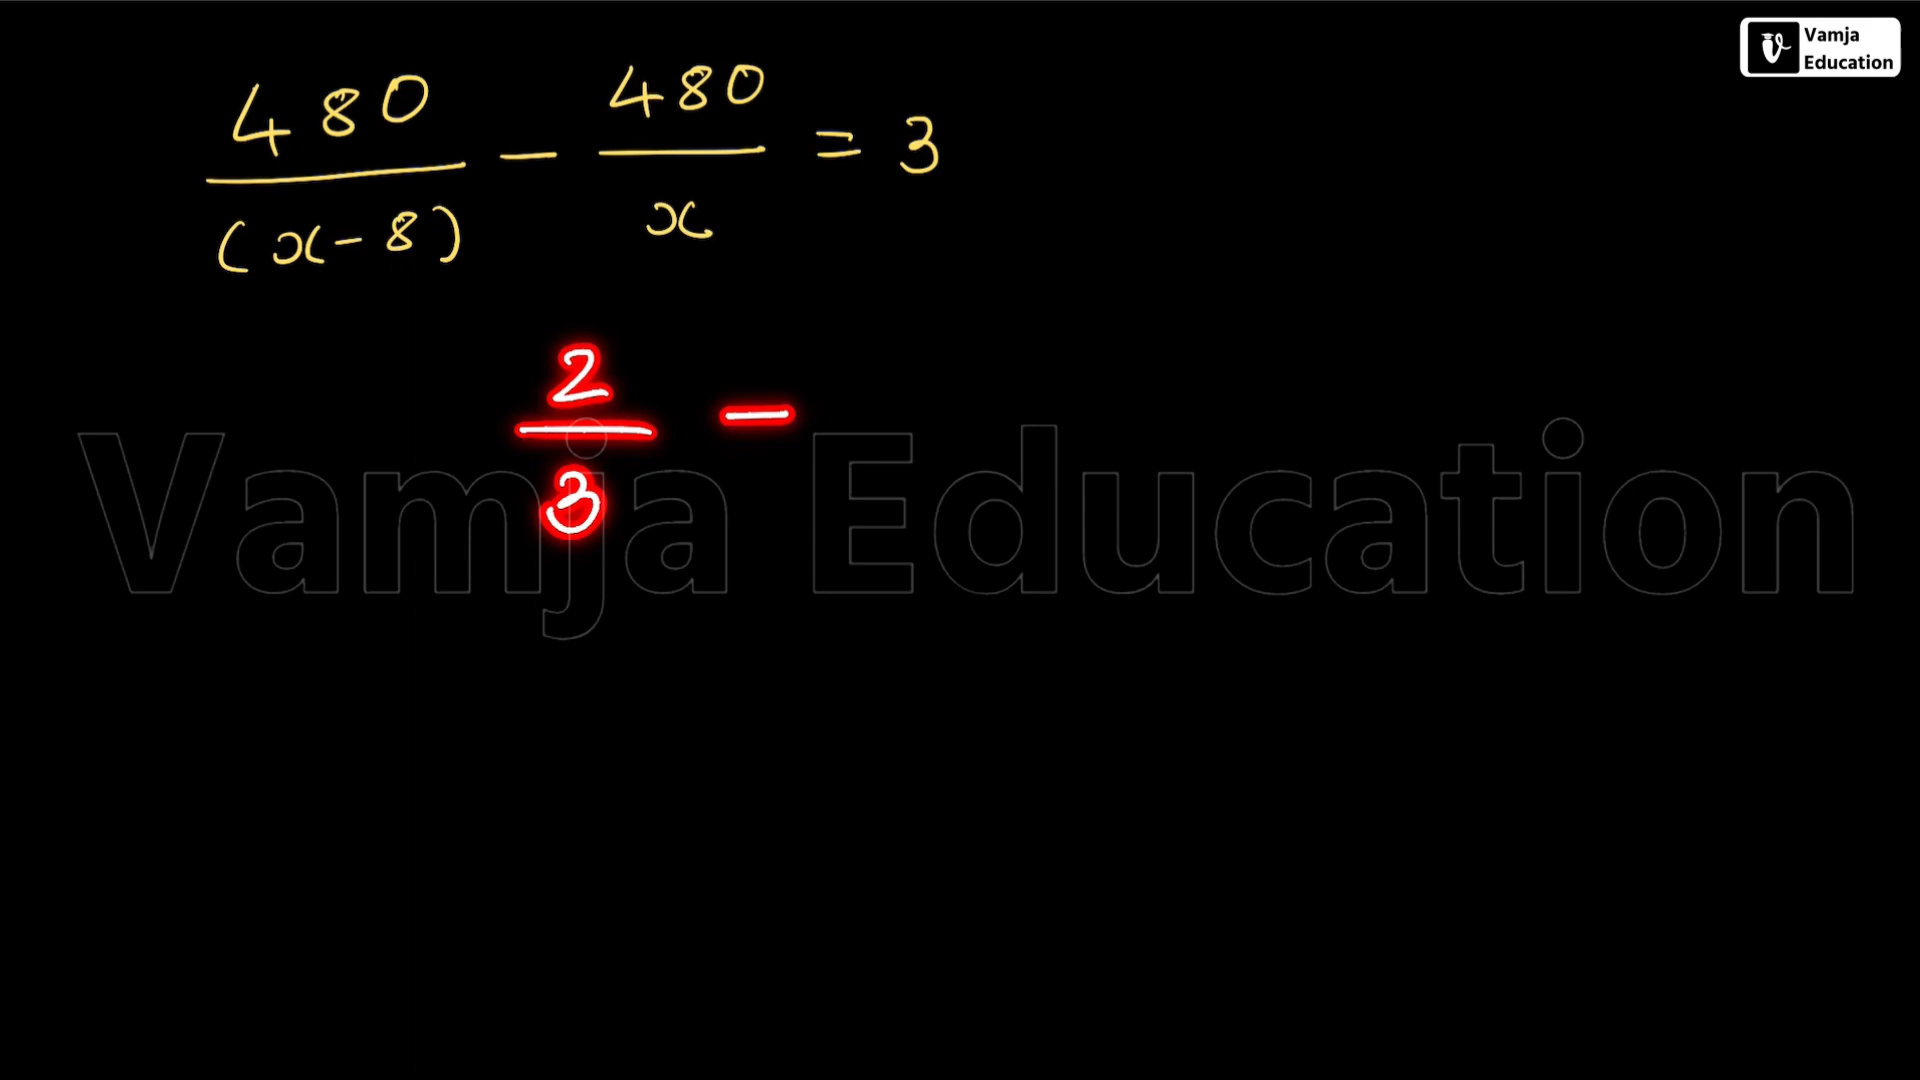 Vamja
Education
480/(x-8) - 480/x = 3
2/3 -
Vamja Education